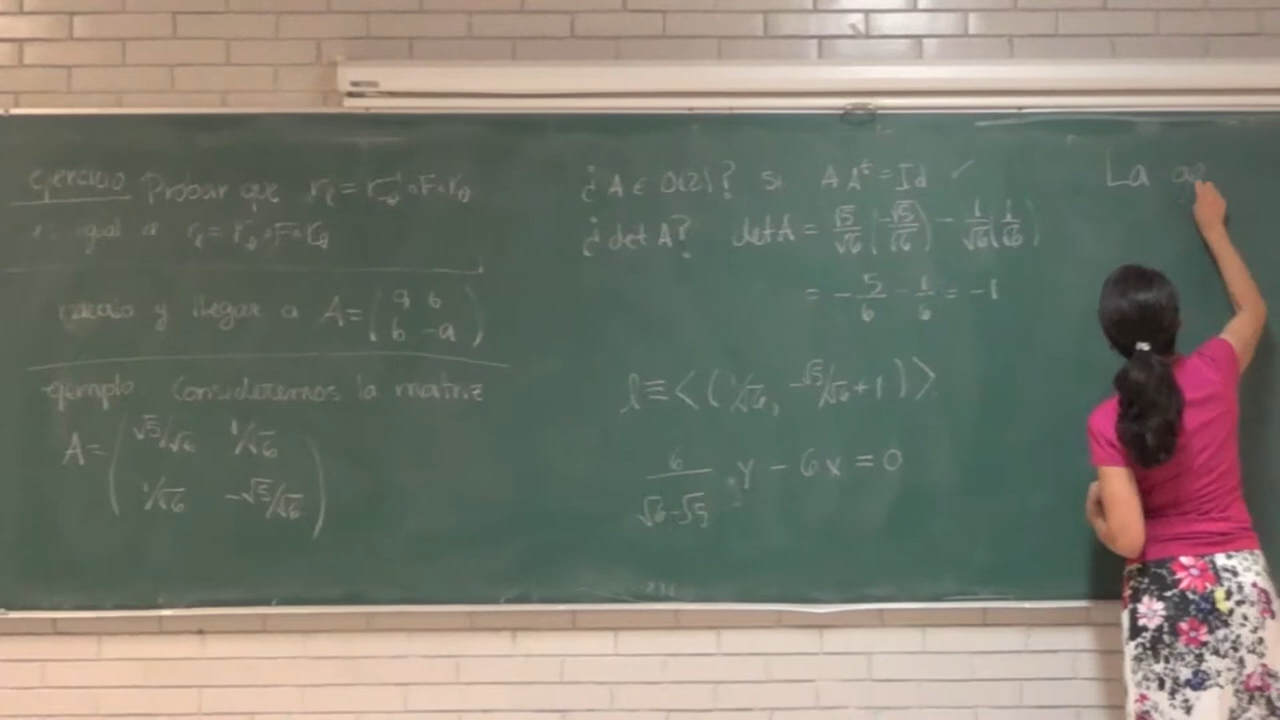 ejercicio Probar que r_ℓ = r_θ^{-1}∘F∘r_θ
es igual a r_ℓ = r_θ∘F∘r_θ
hacerlo y llegar a A = (a b
b -a)
ejemplo Consideremos la matriz
A = (√5/√6 1/√6
1/√6 -√5/√6)
¿A ∈ O(2)? si A A^t = Id ✓
¿det A? det A = √5/√6 (-√5/√6) - 1/√6 (1/√6)
= -5/6 - 1/6 = -1
ℓ ≡ <(1/√6, -√5/√6 + 1)>
6/(√6-√5) y - 6x = 0
La